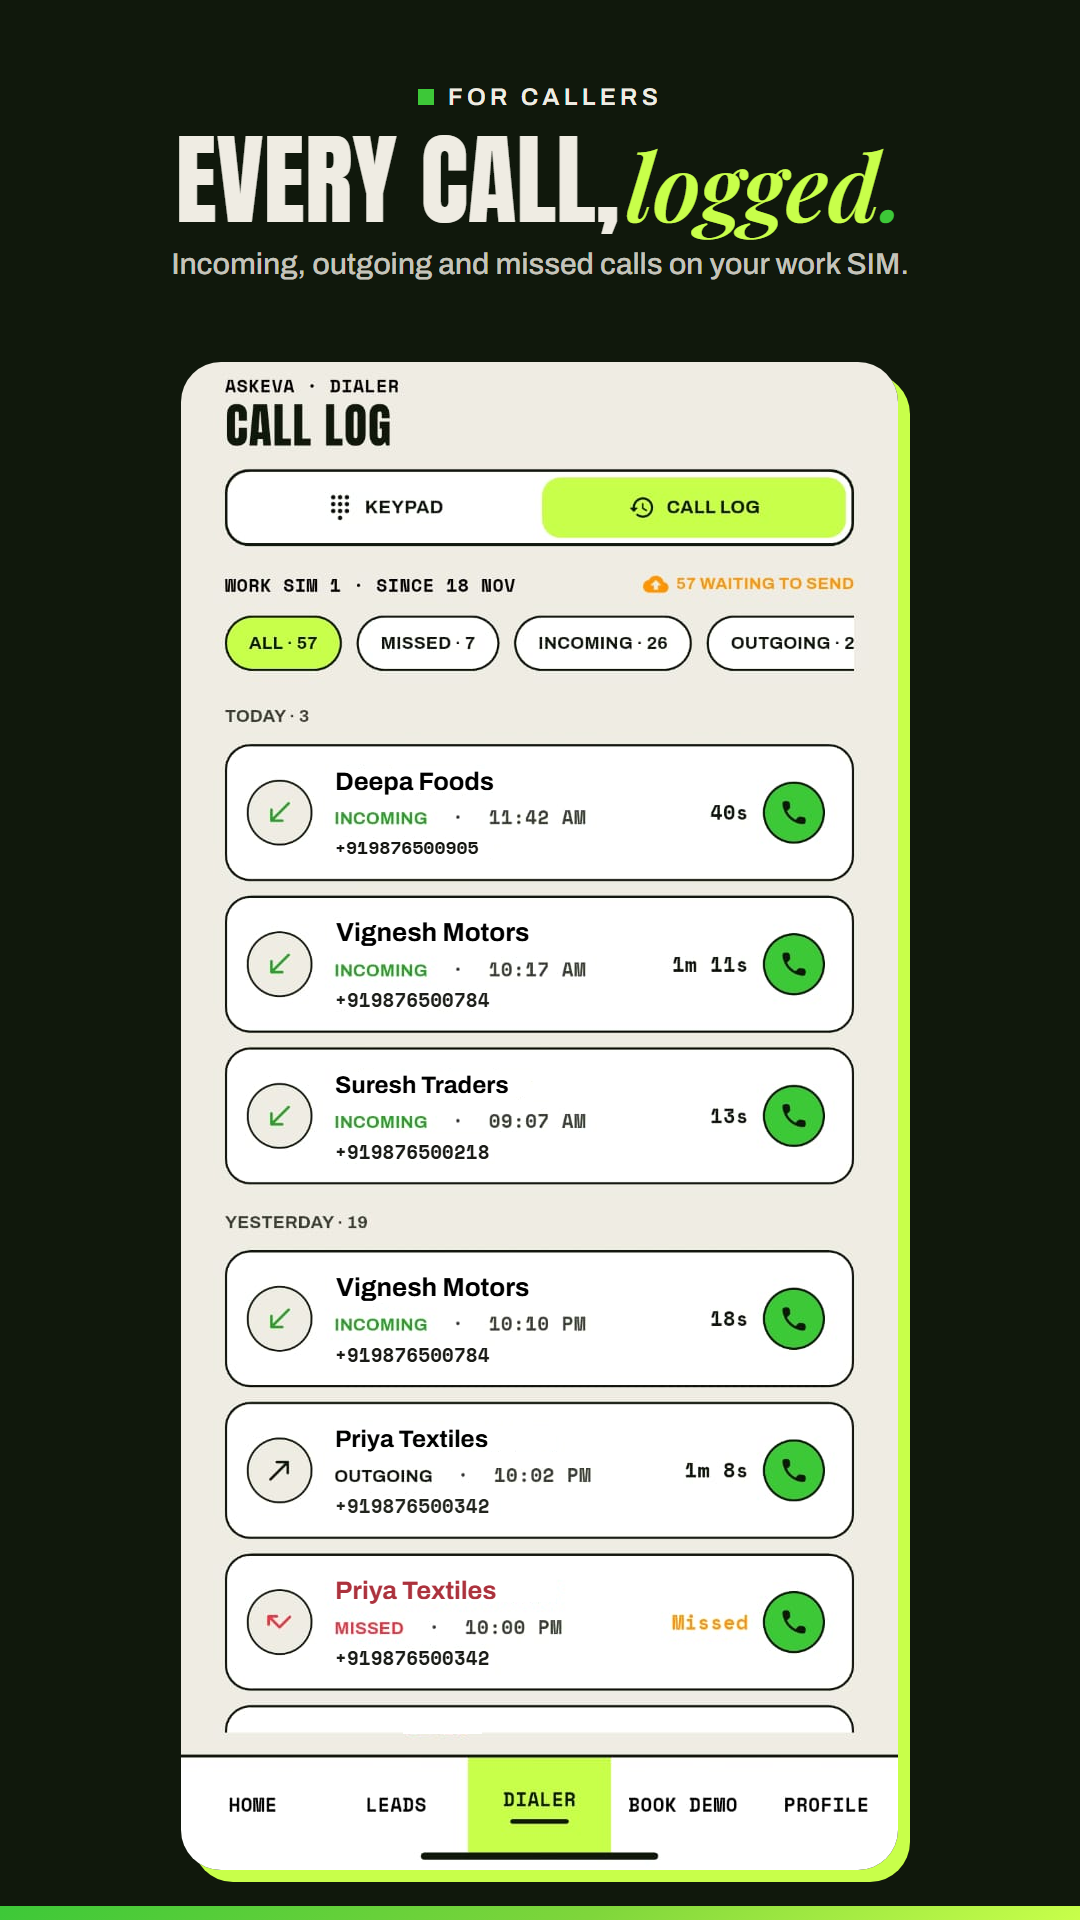 FOR CALLERS
EVERY CALL, logged.
Incoming, outgoing and missed calls on your work SIM.
ASKEVA · DIALER
CALL LOG
KEYPAD
CALL LOG
WORK SIM 1 · SINCE 18 NOV
57 WAITING TO SEND
ALL · 57
MISSED · 7
INCOMING · 26
OUTGOING · 2
TODAY · 3
Deepa Foods
INCOMING · 11:42 AM
+919876500905
40s
Vignesh Motors
INCOMING · 10:17 AM
+919876500784
1m 11s
Suresh Traders
INCOMING · 09:07 AM
+919876500218
13s
YESTERDAY · 19
Vignesh Motors
INCOMING · 10:10 PM
+919876500784
18s
Priya Textiles
OUTGOING · 10:02 PM
+919876500342
1m 8s
Priya Textiles
MISSED · 10:00 PM
+919876500342
Missed
HOME
LEADS
DIALER
BOOK DEMO
PROFILE